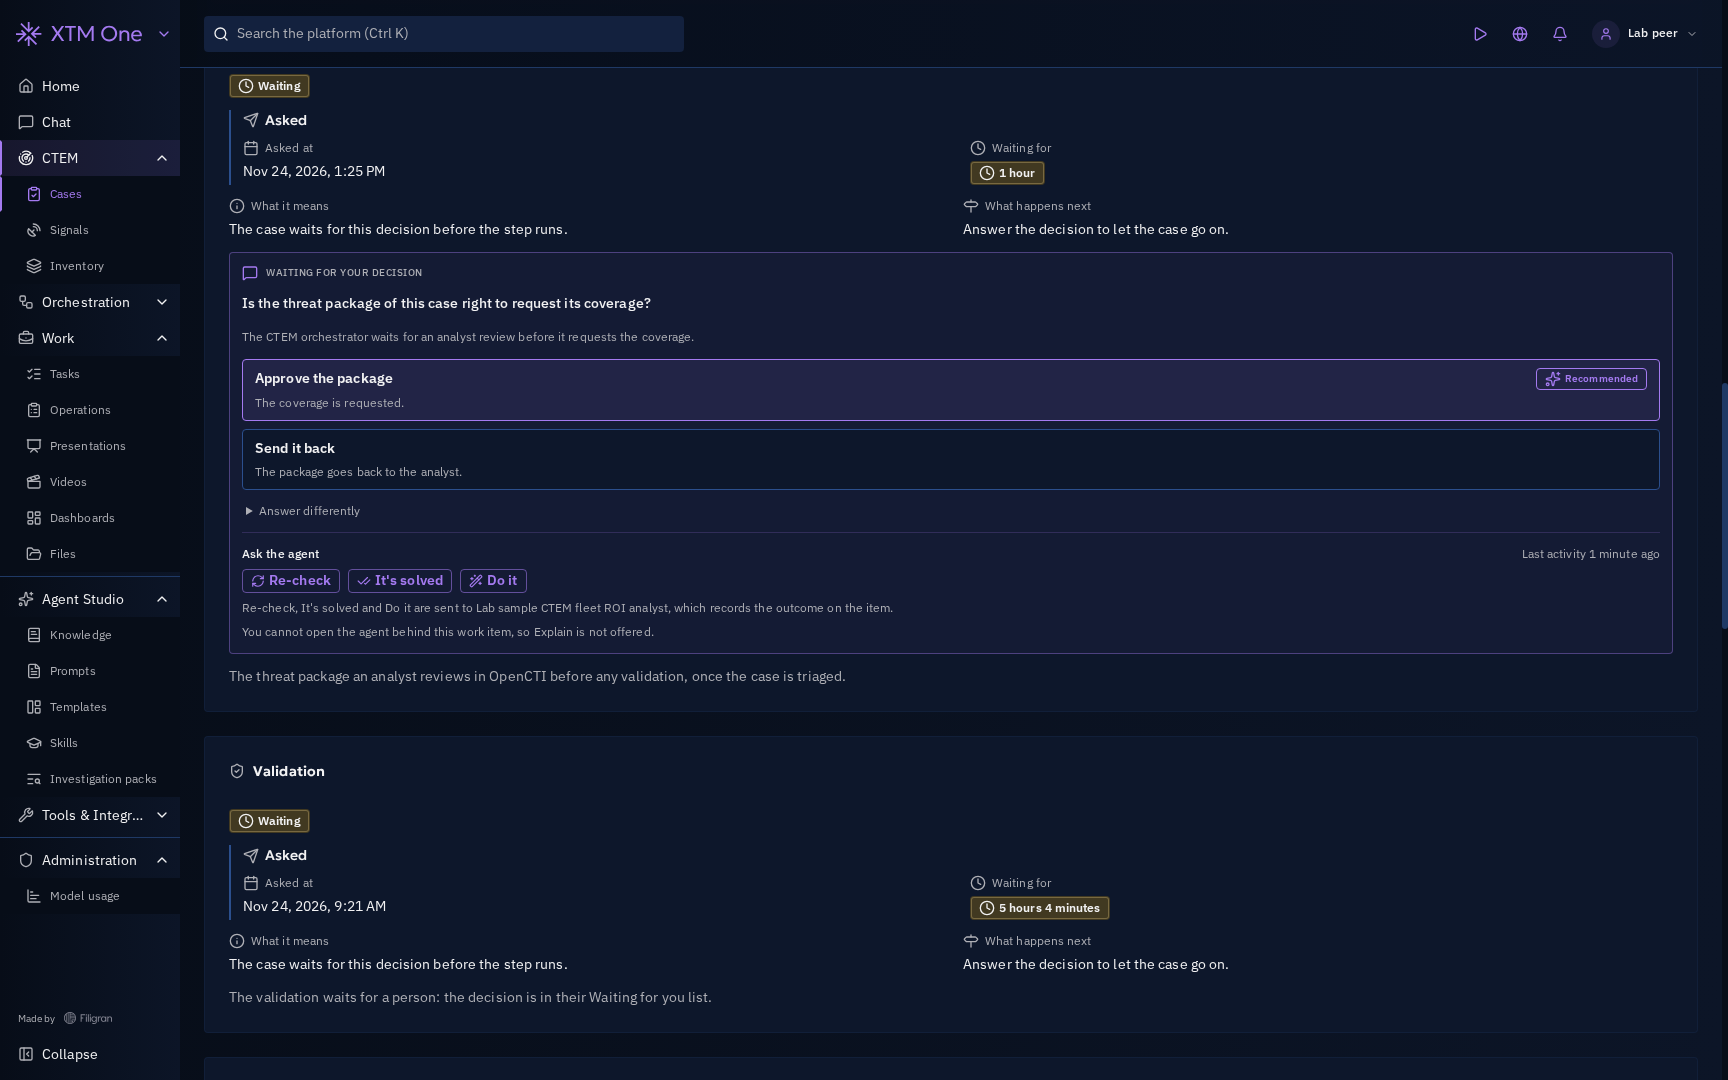 XTM One
Search the platform (Ctrl K)
Lab peer
Home
Chat
CTEM
Cases
Signals
Inventory
Orchestration
Work
Tasks
Operations
Presentations
Videos
Dashboards
Files
Agent Studio
Knowledge
Prompts
Templates
Skills
Investigation packs
Tools & Integr...
Administration
Model usage
Made by Filigran
Collapse
Waiting
Asked
Asked at
Waiting for
Nov 24, 2026, 1:25 PM
1 hour
What it means
What happens next
The case waits for this decision before the step runs.
Answer the decision to let the case go on.
WAITING FOR YOUR DECISION
Is the threat package of this case right to request its coverage?
The CTEM orchestrator waits for an analyst review before it requests the coverage.
Approve the package
Recommended
The coverage is requested.
Send it back
The package goes back to the analyst.
Answer differently
Ask the agent
Last activity 1 minute ago
Re-check
It's solved
Do it
Re-check, It's solved and Do it are sent to Lab sample CTEM fleet ROI analyst, which records the outcome on the item.
You cannot open the agent behind this work item, so Explain is not offered.
The threat package an analyst reviews in OpenCTI before any validation, once the case is triaged.
Validation
Waiting
Asked
Asked at
Waiting for
Nov 24, 2026, 9:21 AM
5 hours 4 minutes
What it means
What happens next
The case waits for this decision before the step runs.
Answer the decision to let the case go on.
The validation waits for a person: the decision is in their Waiting for you list.